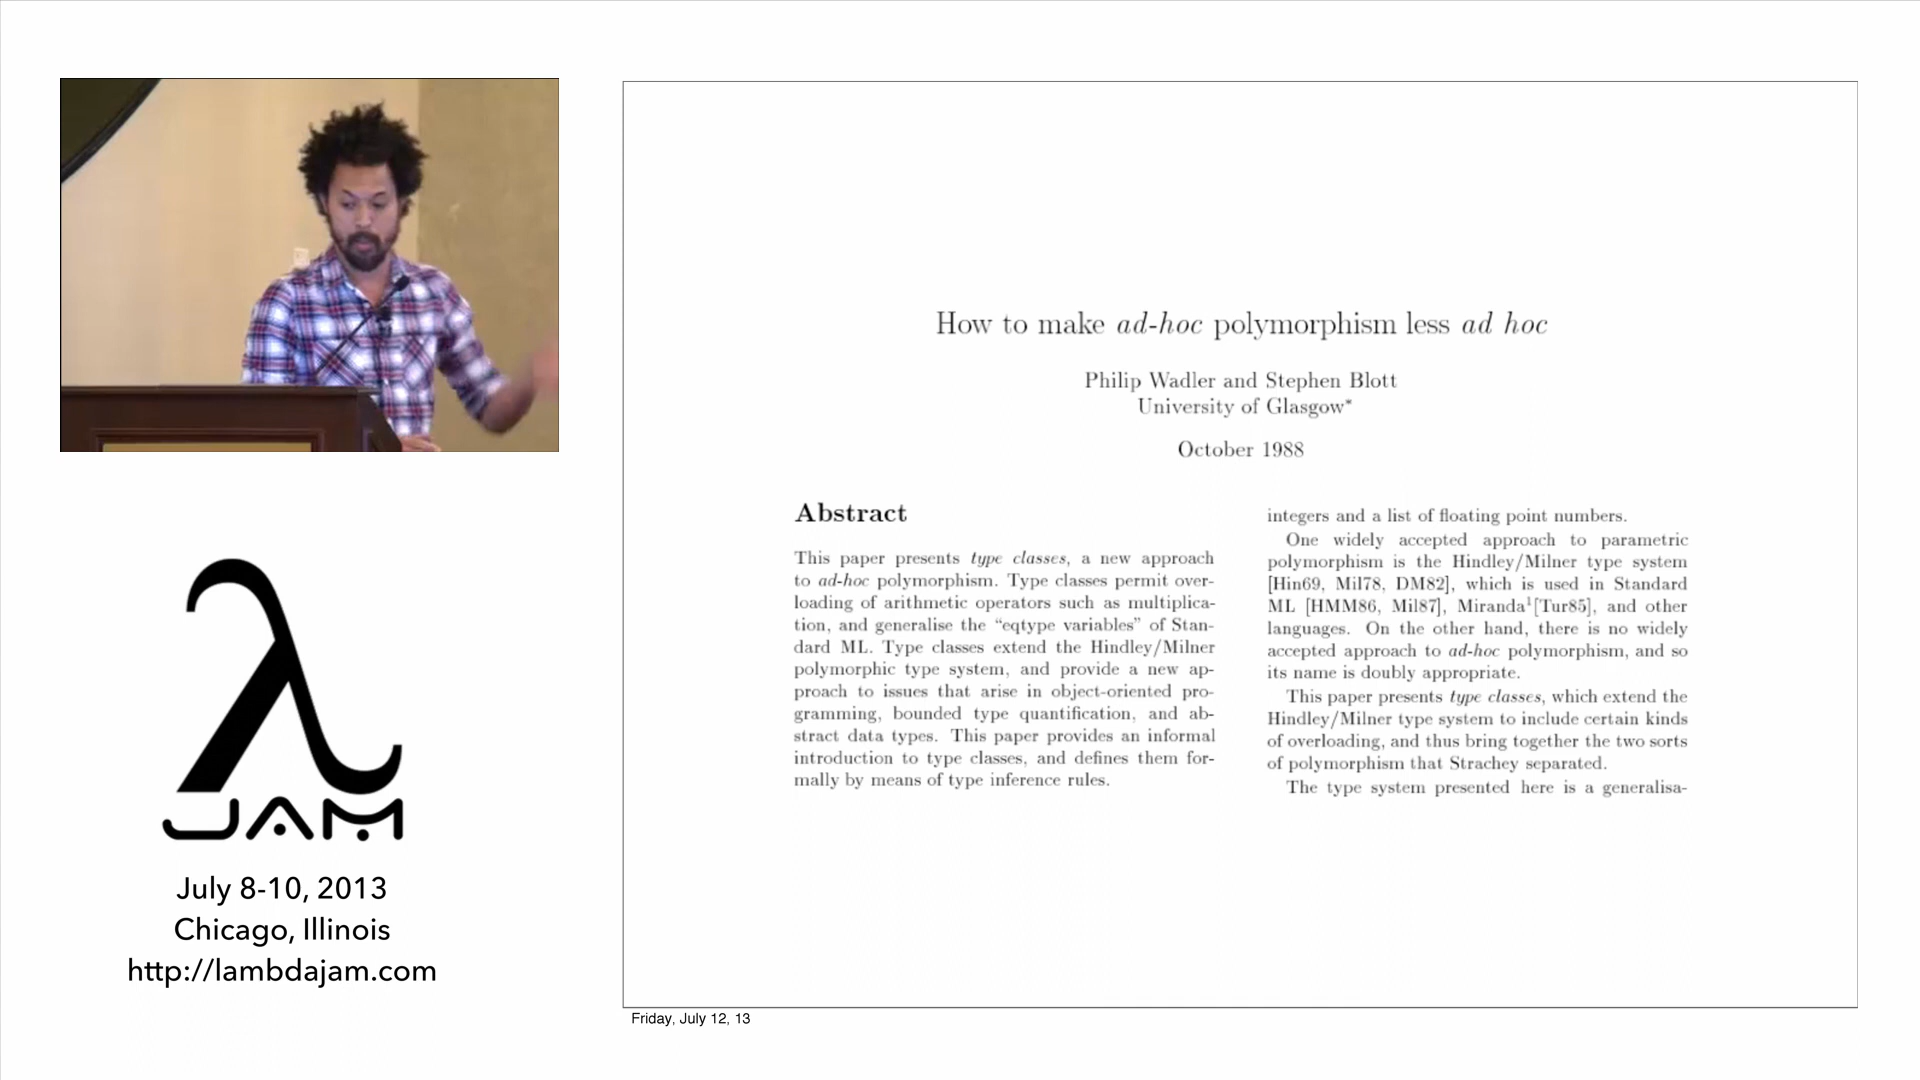 How to make ad-hoc polymorphism less ad hoc
Philip Wadler and Stephen Blott
University of Glasgow*
October 1988
Abstract
This paper presents type classes, a new approach
to ad-hoc polymorphism. Type classes permit over-
loading of arithmetic operators such as multiplica-
tion, and generalise the “eqtype variables” of Stan-
dard ML. Type classes extend the Hindley/Milner
polymorphic type system, and provide a new ap-
proach to issues that arise in object-oriented pro-
gramming, bounded type quantification, and ab-
stract data types. This paper provides an informal
introduction to type classes, and defines them for-
mally by means of type inference rules.
integers and a list of floating point numbers.
One widely accepted approach to parametric
polymorphism is the Hindley/Milner type system
[Hin69, Mil78, DM82], which is used in Standard
ML [HMM86, Mil87], Miranda¹[Tur85], and other
languages. On the other hand, there is no widely
accepted approach to ad-hoc polymorphism, and so
its name is doubly appropriate.
This paper presents type classes, which extend the
Hindley/Milner type system to include certain kinds
of overloading, and thus bring together the two sorts
of polymorphism that Strachey separated.
The type system presented here is a generalisa-
λ
JAM
July 8-10, 2013
Chicago, Illinois
http://lambdajam.com
Friday, July 12, 13